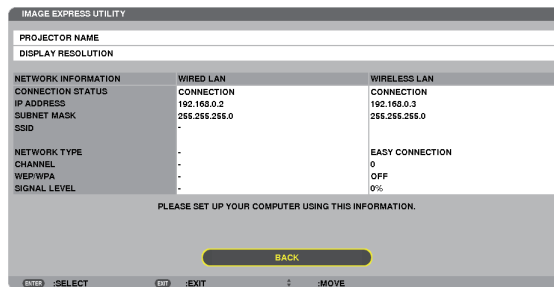 IMAGE EXPRESS UTILITY
PROJECTOR NAME
DISPLAY RESOLUTION
NETWORK INFORMATION WIRED LAN WIRELESS LAN
CONNECTION STATUS CONNECTION CONNECTION
IP ADDRESS 192.168.0.2 192.168.0.3
SUBNET MASK 255.255.255.0 255.255.255.0
SSID -
NETWORK TYPE - EASY CONNECTION
CHANNEL - 0
WEP/WPA - OFF
SIGNAL LEVEL - 0%
PLEASE SET UP YOUR COMPUTER USING THIS INFORMATION.
BACK
ENTER :SELECT EXIT :EXIT :MOVE